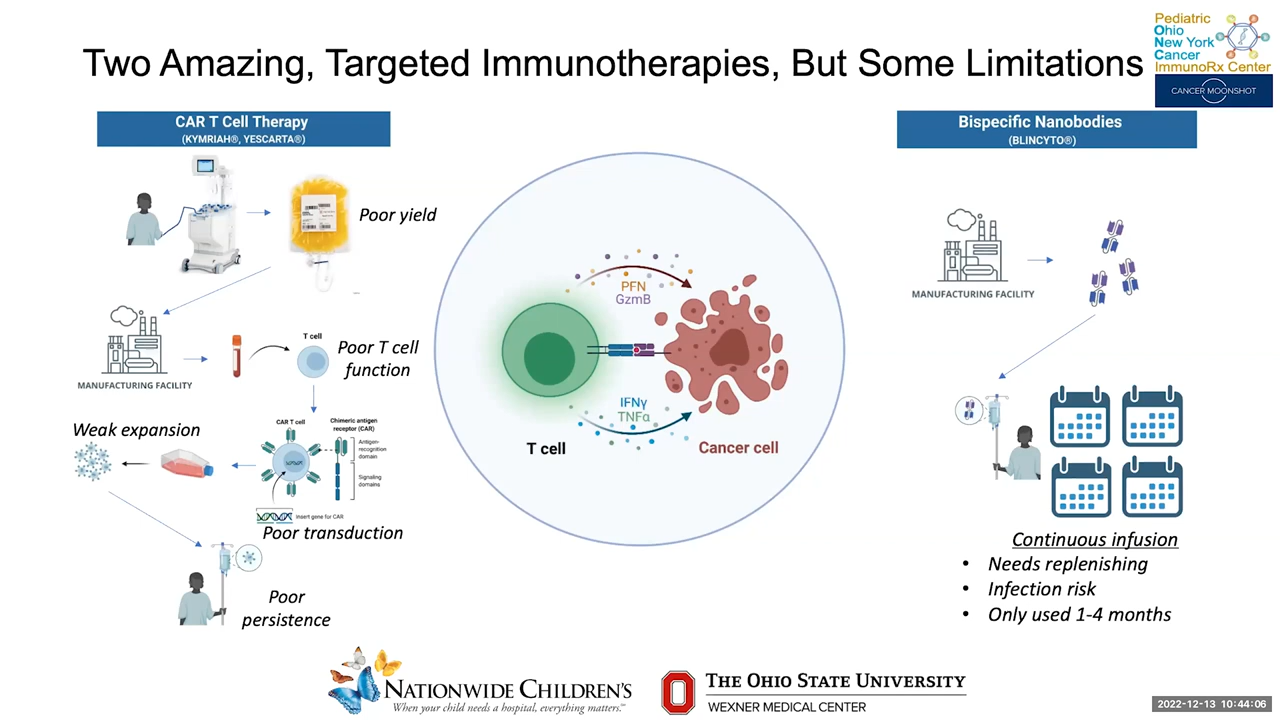 Two Amazing, Targeted Immunotherapies, But Some Limitations
Pediatric
Ohio
New York
Cancer
ImmunoRx Center
CANCER MOONSHOT
CAR T Cell Therapy
(KYMRIAH®, YESCARTA®)
Poor yield
MANUFACTURING FACILITY
T cell
Poor T cell
function
Weak expansion
CAR T cell
Chimeric antigen
receptor (CAR)
Antigen-
recognition
domain
Signaling
domains
Insert gene for CAR
Poor transduction
Poor
persistence
PFN
GzmB
IFNγ
TNFα
T cell
Cancer cell
Bispecific Nanobodies
(BLINCYTO®)
MANUFACTURING FACILITY
Continuous infusion
• Needs replenishing
• Infection risk
• Only used 1-4 months
NATIONWIDE CHILDREN'S
When your child needs a hospital, everything matters.℠
THE OHIO STATE UNIVERSITY
WEXNER MEDICAL CENTER
2022-12-13 10:44:06